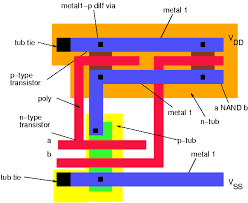 metal1-p diff via
metal 1
tub tie
V DD
p-type
transistor
poly
metal 1
a NAND b
n-type
transistor
n-tub
a
p-tub
b
metal 1
tub tie
V SS